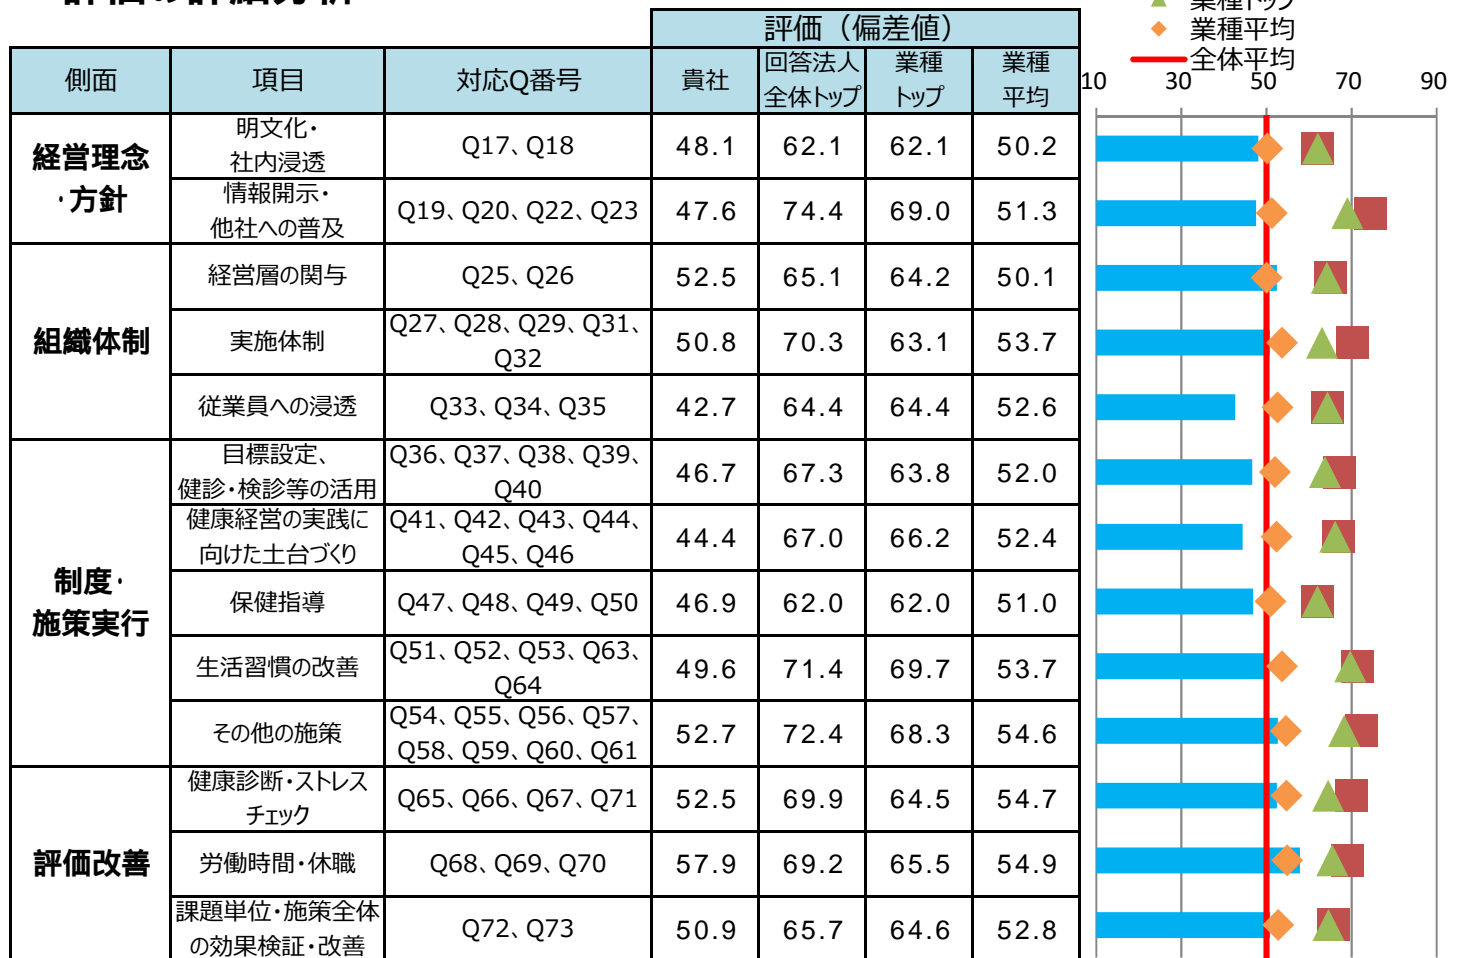 評価の詳細分析
業種トップ
業種平均
全体平均
評価（偏差値）
側面 項目 対応Q番号 貴社 回答法人 業種 業種
全体トップ トップ 平均
10 30 50 70 90
経営理念
・方針
明文化・
社内浸透
Q17、Q18 48.1 62.1 62.1 50.2
情報開示・
他社への普及
Q19、Q20、Q22、Q23 47.6 74.4 69.0 51.3
組織体制
経営層の関与 Q25、Q26 52.5 65.1 64.2 50.1
実施体制
Q27、Q28、Q29、Q31、
Q32
50.8 70.3 63.1 53.7
従業員への浸透 Q33、Q34、Q35 42.7 64.4 64.4 52.6
制度・
施策実行
目標設定、
健診・検診等の活用
Q36、Q37、Q38、Q39、
Q40
46.7 67.3 63.8 52.0
健康経営の実践に
向けた土台づくり
Q41、Q42、Q43、Q44、
Q45、Q46
44.4 67.0 66.2 52.4
保健指導 Q47、Q48、Q49、Q50 46.9 62.0 62.0 51.0
生活習慣の改善
Q51、Q52、Q53、Q63、
Q64
49.6 71.4 69.7 53.7
その他の施策
Q54、Q55、Q56、Q57、
Q58、Q59、Q60、Q61
52.7 72.4 68.3 54.6
評価改善
健康診断・ストレス
チェック
Q65、Q66、Q67、Q71 52.5 69.9 64.5 54.7
労働時間・休職 Q68、Q69、Q70 57.9 69.2 65.5 54.9
課題単位・施策全体
の効果検証・改善
Q72、Q73 50.9 65.7 64.6 52.8